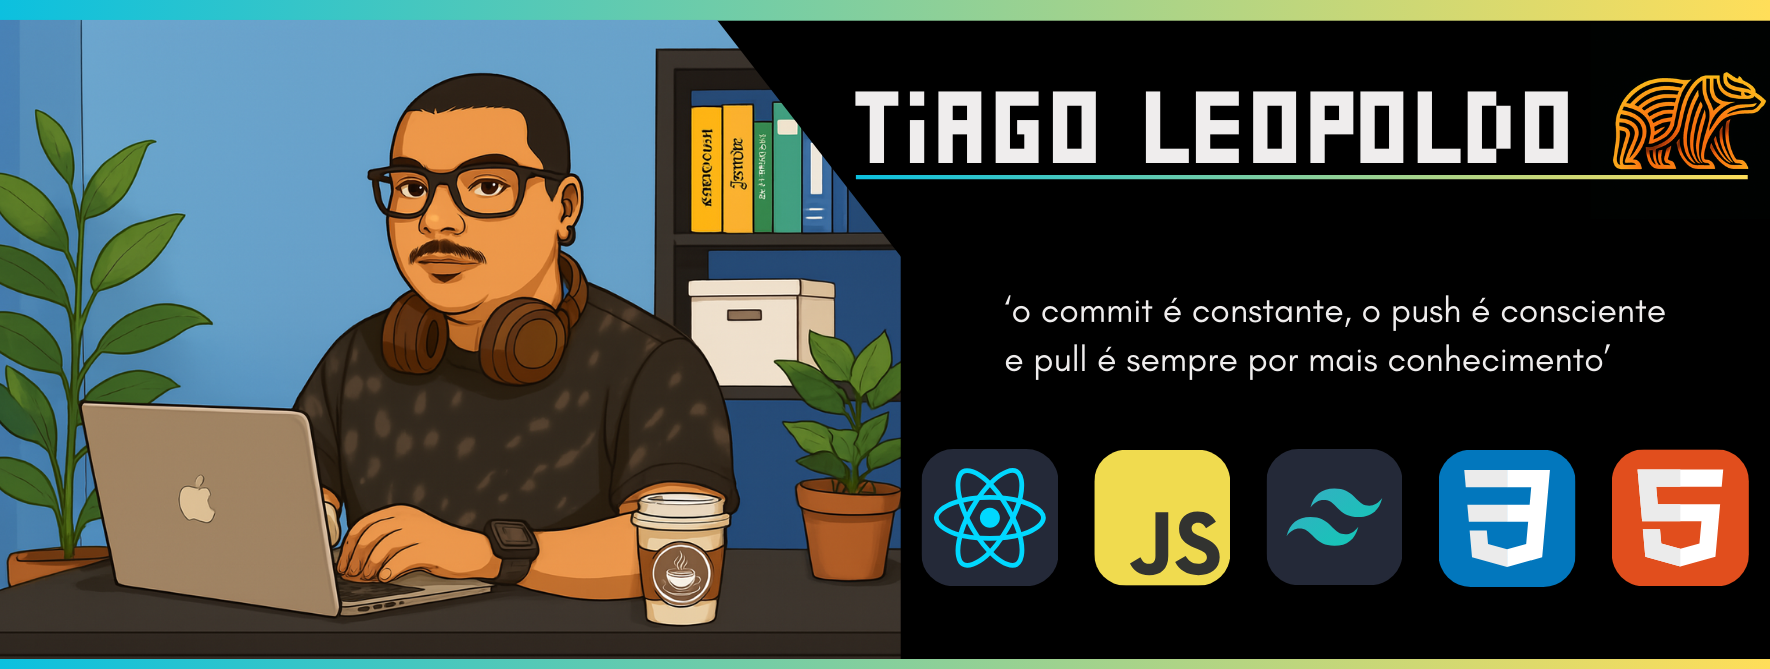 TiAGO LEOPOLDO
‘o commit é constante, o push é consciente
e pull é sempre por mais conhecimento’
JS